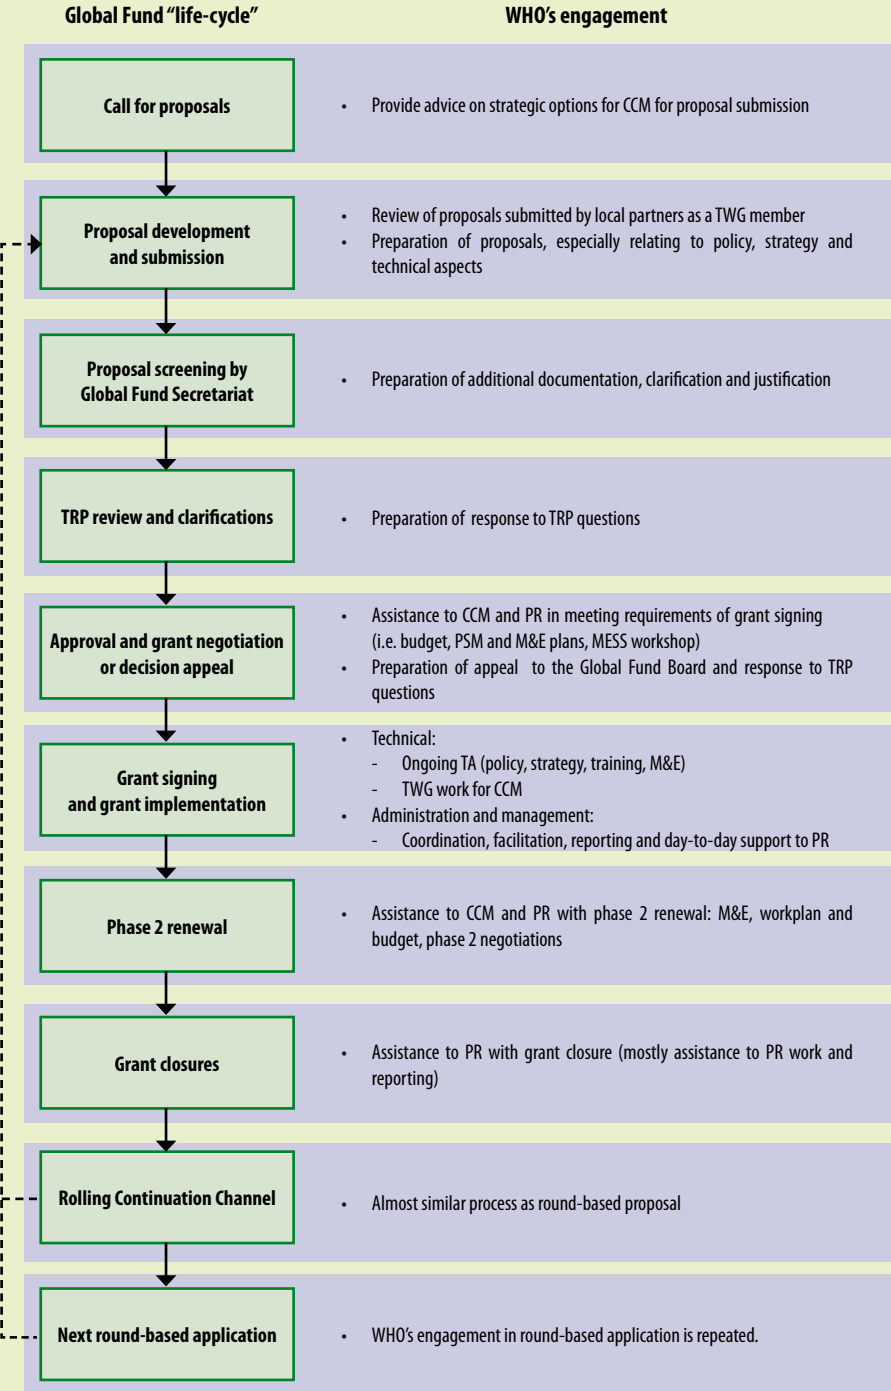 Global Fund “life-cycle”
WHO’s engagement
Call for proposals
• Provide advice on strategic options for CCM for proposal submission
Proposal development
and submission
• Review of proposals submitted by local partners as a TWG member
• Preparation of proposals, especially relating to policy, strategy and
technical aspects
Proposal screening by
Global Fund Secretariat
• Preparation of additional documentation, clarification and justification
TRP review and clarifications
• Preparation of response to TRP questions
Approval and grant negotiation
or decision appeal
• Assistance to CCM and PR in meeting requirements of grant signing
(i.e. budget, PSM and M&E plans, MESS workshop)
• Preparation of appeal to the Global Fund Board and response to TRP
questions
Grant signing
and grant implementation
• Technical:
- Ongoing TA (policy, strategy, training, M&E)
- TWG work for CCM
• Administration and management:
- Coordination, facilitation, reporting and day-to-day support to PR
Phase 2 renewal
• Assistance to CCM and PR with phase 2 renewal: M&E, workplan and
budget, phase 2 negotiations
Grant closures
• Assistance to PR with grant closure (mostly assistance to PR work and
reporting)
Rolling Continuation Channel
• Almost similar process as round-based proposal
Next round-based application
• WHO’s engagement in round-based application is repeated.